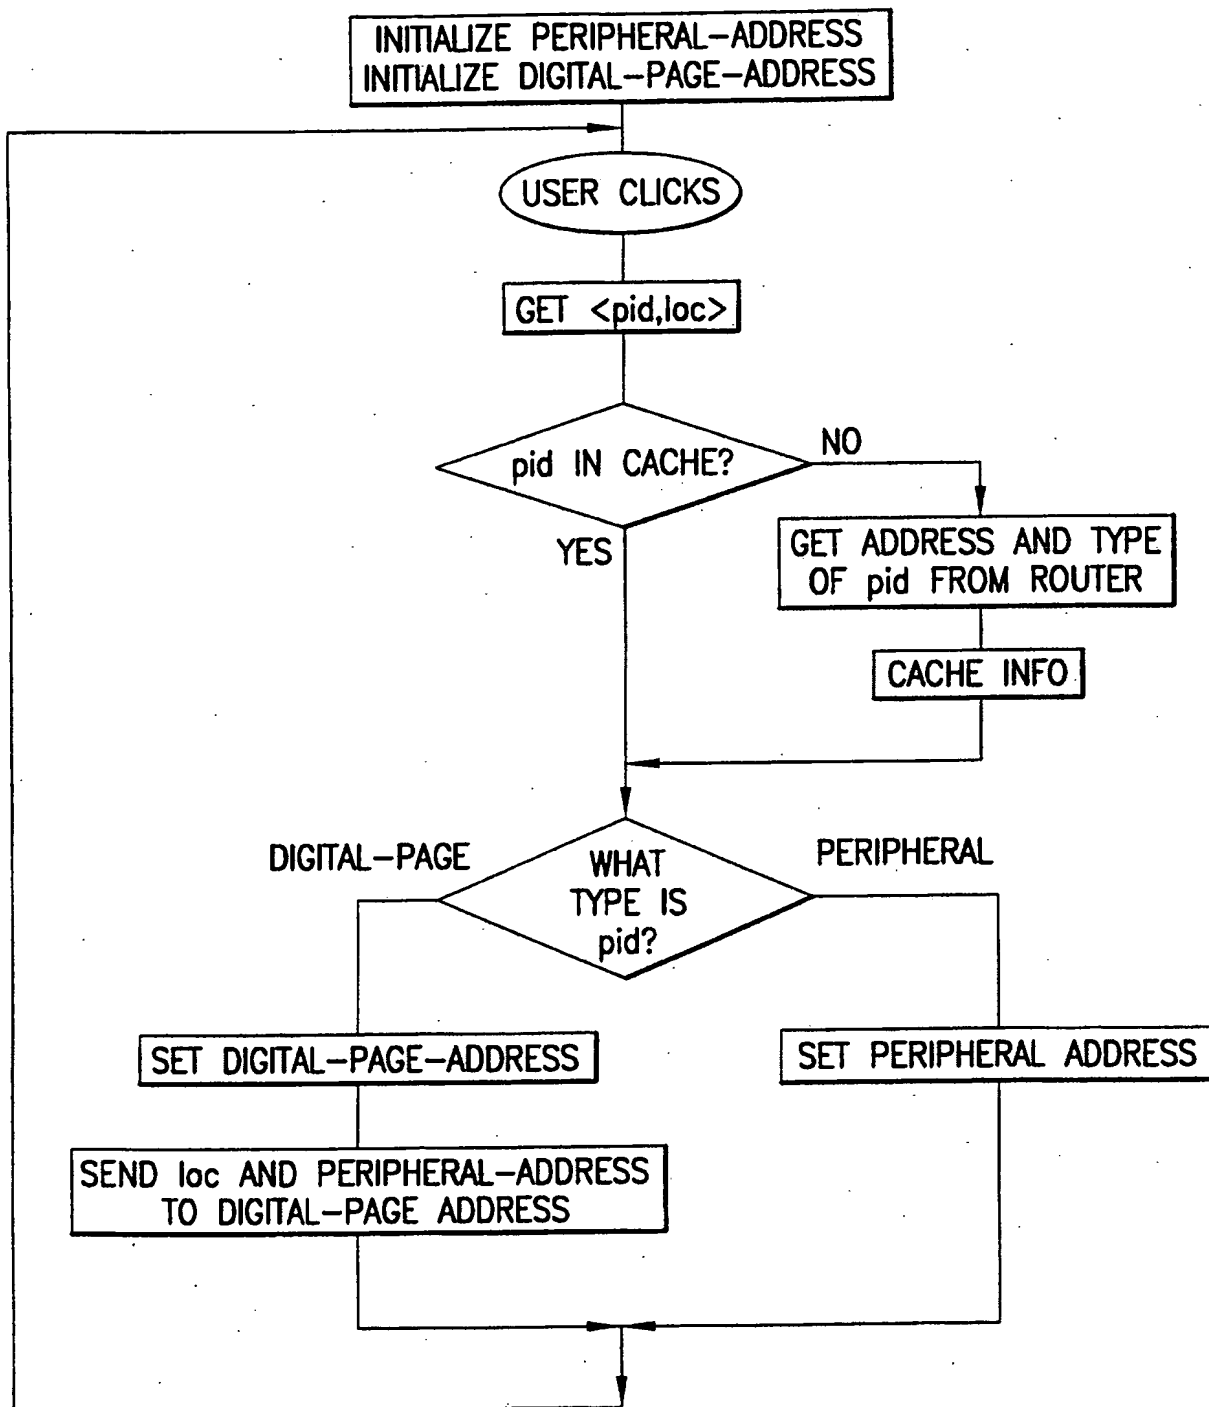 INITIALIZE PERIPHERAL-ADDRESS
INITIALIZE DIGITAL-PAGE-ADDRESS
USER CLICKS
GET <pid,loc>
pid IN CACHE?
NO
YES
GET ADDRESS AND TYPE
OF pid FROM ROUTER
CACHE INFO
DIGITAL-PAGE
WHAT
TYPE IS
pid?
PERIPHERAL
SET DIGITAL-PAGE-ADDRESS
SET PERIPHERAL ADDRESS
SEND loc AND PERIPHERAL-ADDRESS
TO DIGITAL-PAGE ADDRESS